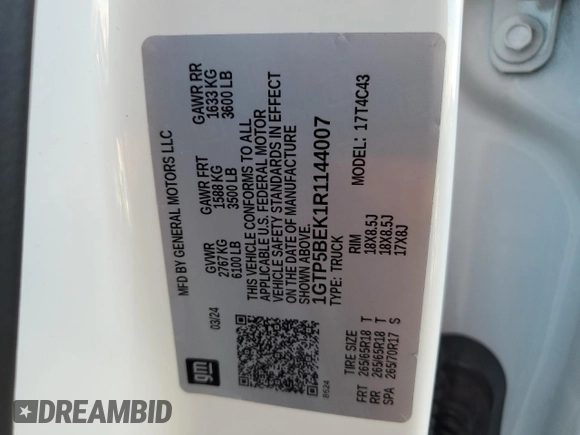 MFD BY GENERAL MOTORS LLC
03/24
GVWR
2767 KG
6100 LB
GAWR FRT
1588 KG
3500 LB
GAWR RR
1633 KG
3600 LB
THIS VEHICLE CONFORMS TO ALL
APPLICABLE U.S. FEDERAL MOTOR
VEHICLE SAFETY STANDARDS IN EFFECT
ON THE DATE OF MANUFACTURE
SHOWN ABOVE.
1GTP5BEK1R1144007
TYPE: TRUCK
MODEL: 17T4C43
TIRE SIZE RIM
FRT 265/65R18 T 18X8.5J
RR 265/65R18 T 18X8.5J
SPA 265/70R17 S 17X8J
gm
DREAMBID